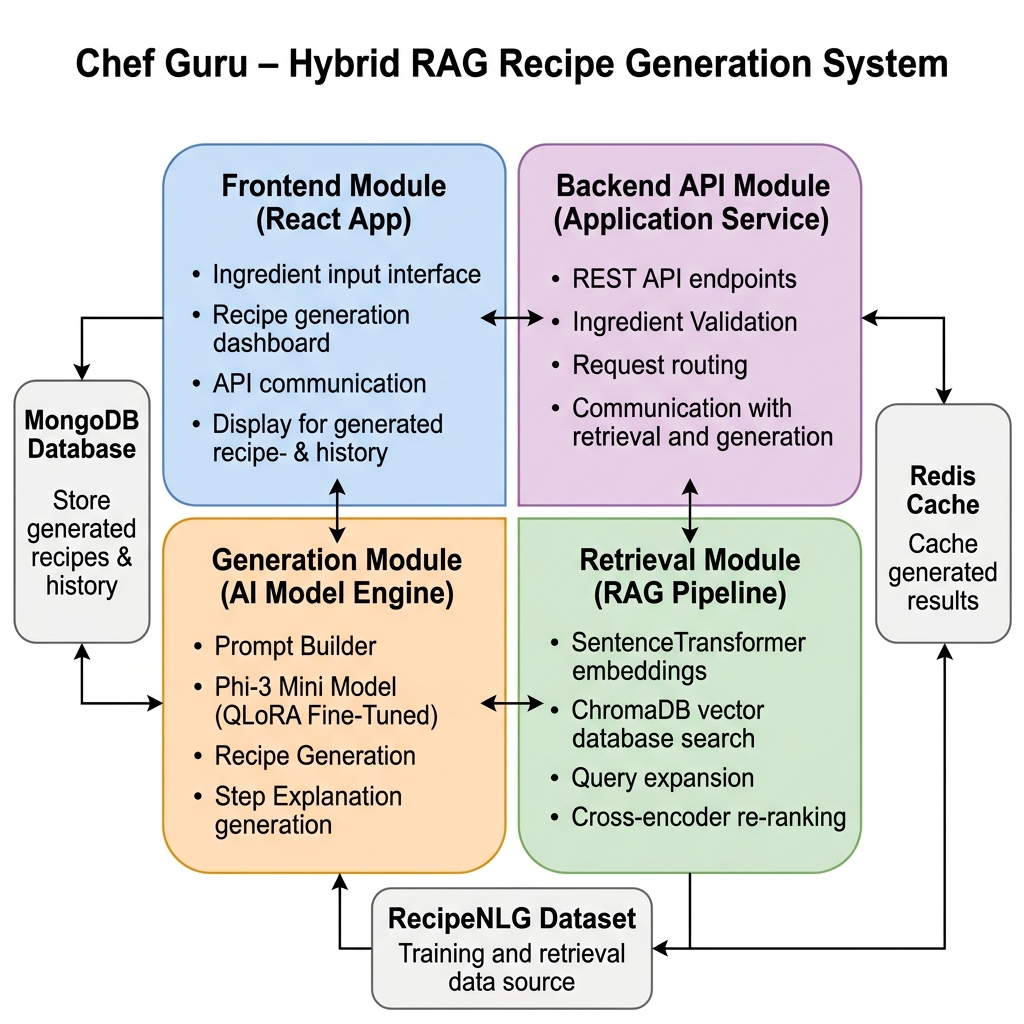 Chef Guru – Hybrid RAG Recipe Generation System
Frontend Module
(React App)
• Ingredient input interface
• Recipe generation
dashboard
• API communication
• Display for generated
recipe- & history
Backend API Module
(Application Service)
• REST API endpoints
• Ingredient Validation
• Request routing
• Communication with
retrieval and generation
MongoDB
Database
Store
generated
recipes &
history
Redis
Cache
Cache
generated
results
Generation Module
(AI Model Engine)
• Prompt Builder
• Phi-3 Mini Model
(QLoRA Fine-Tuned)
• Recipe Generation
• Step Explanation
generation
Retrieval Module
(RAG Pipeline)
• SentenceTransformer
embeddings
• ChromaDB vector
database search
• Query expansion
• Cross-encoder re-ranking
RecipeNLG Dataset
Training and retrieval
data source